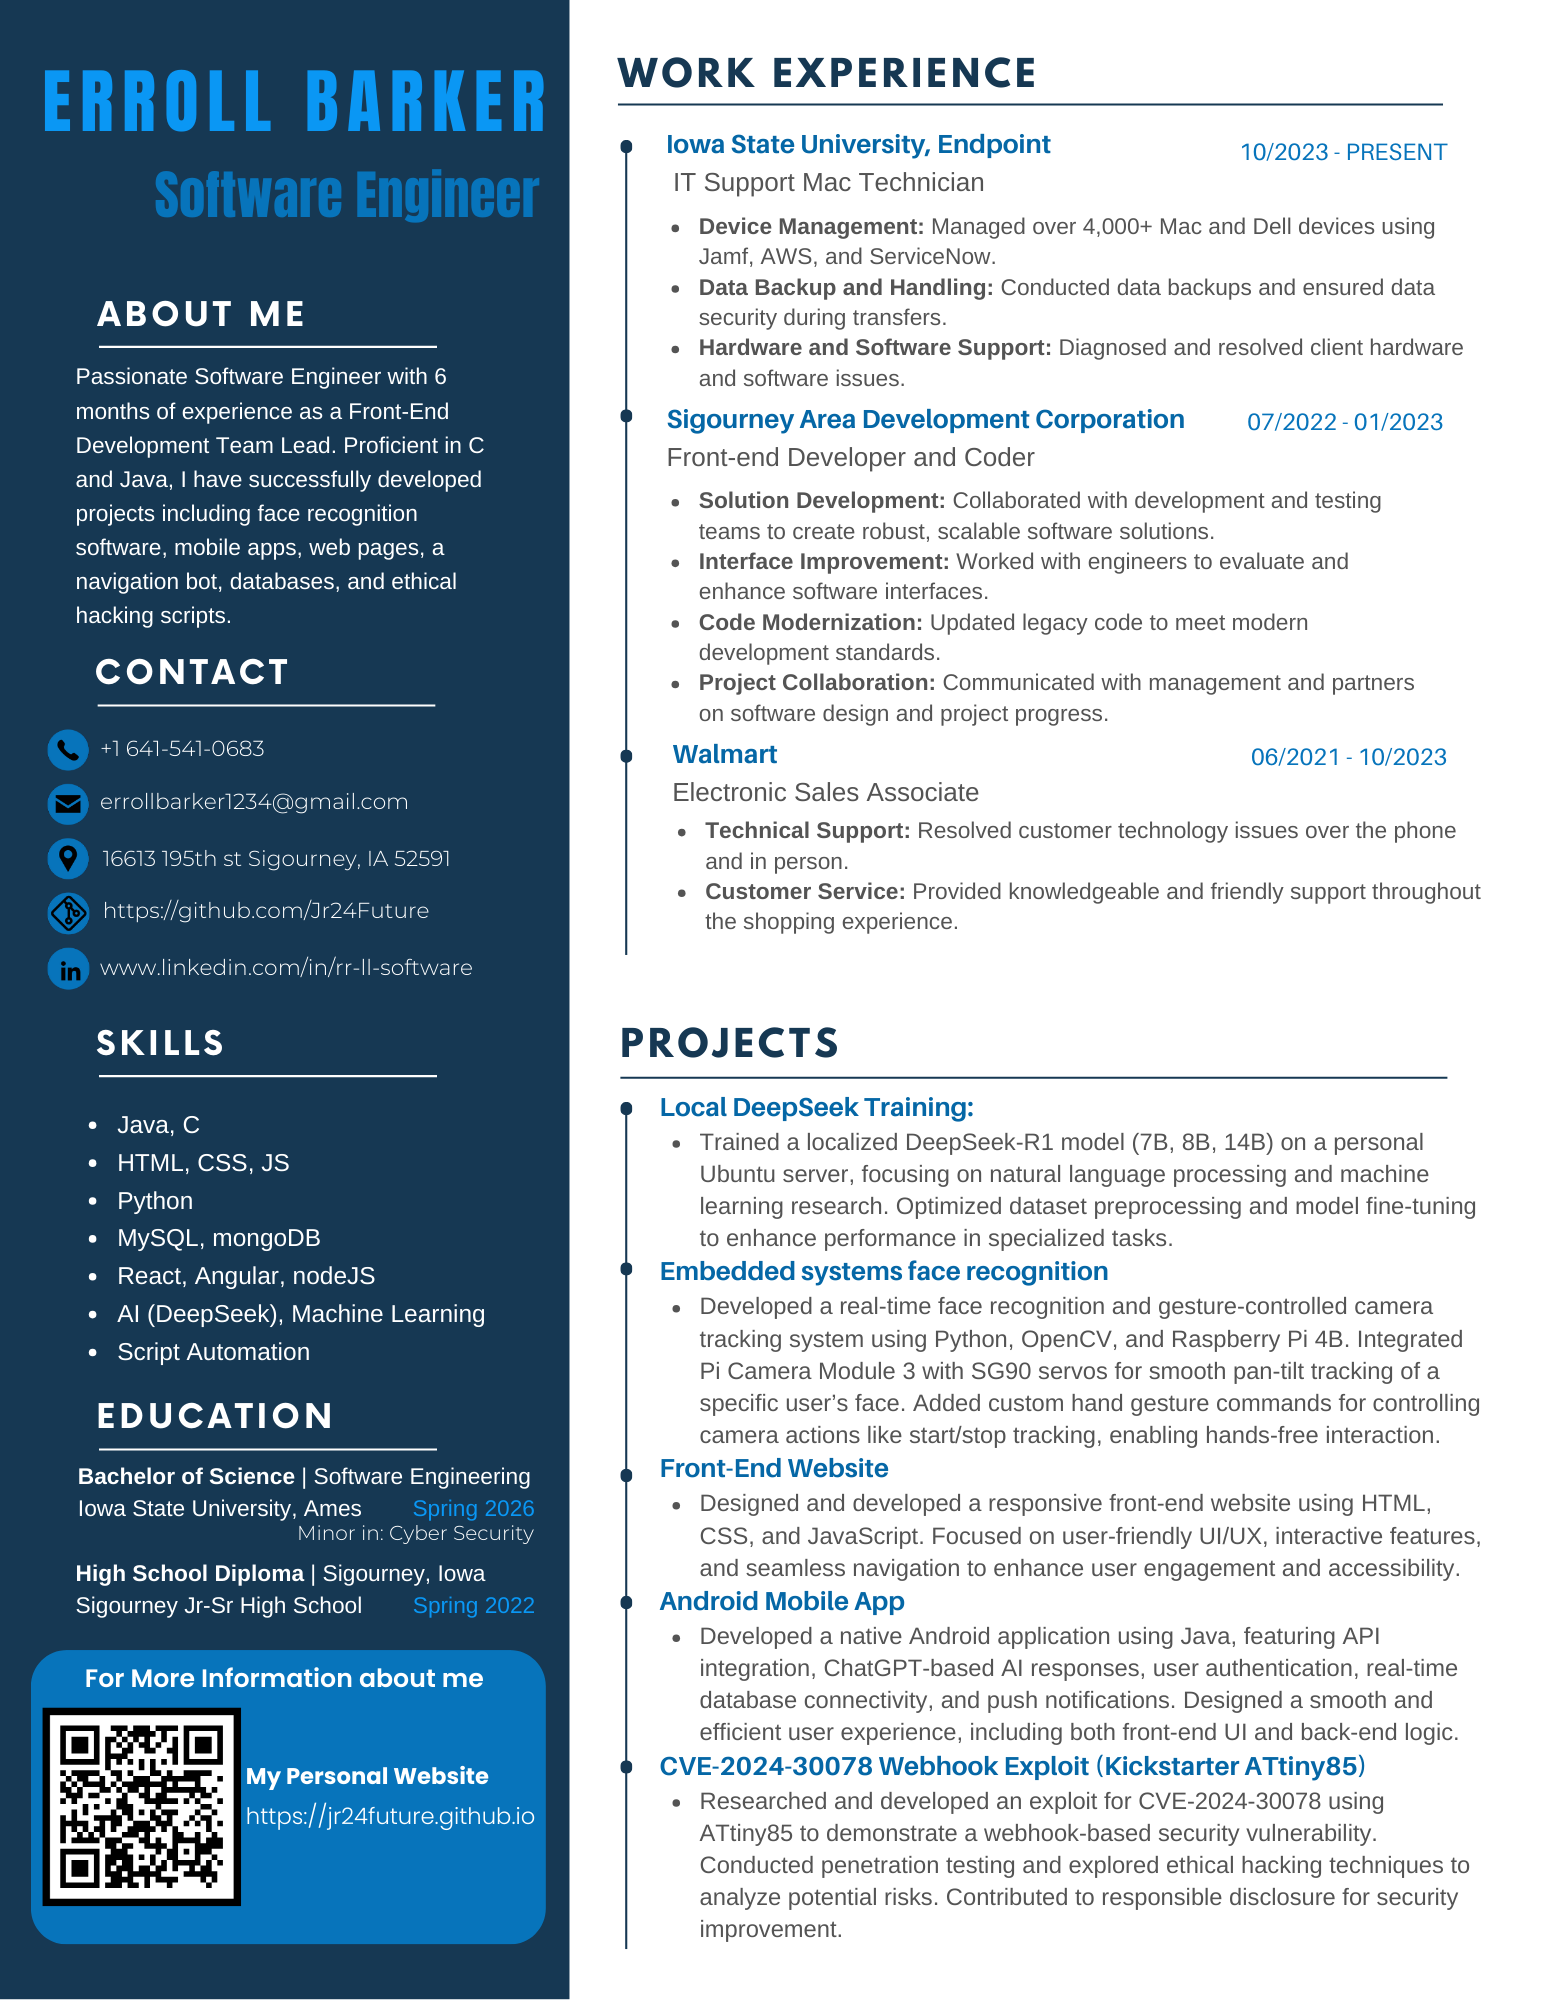 ERROLL BARKER
Software Engineer
ABOUT ME
Passionate Software Engineer with 6
months of experience as a Front-End
Development Team Lead. Proficient in C
and Java, I have successfully developed
projects including face recognition
software, mobile apps, web pages, a
navigation bot, databases, and ethical
hacking scripts.
CONTACT
+1 641-541-0683
errollbarker1234@gmail.com
16613 195th st Sigourney, IA 52591
https://github.com/Jr24Future
www.linkedin.com/in/rr-ll-software
SKILLS
• Java, C
• HTML, CSS, JS
• Python
• MySQL, mongoDB
• React, Angular, nodeJS
• AI (DeepSeek), Machine Learning
• Script Automation
EDUCATION
Bachelor of Science | Software Engineering
Iowa State University, Ames Spring 2026
Minor in: Cyber Security
High School Diploma | Sigourney, Iowa
Sigourney Jr-Sr High School Spring 2022
For More Information about me
My Personal Website
https://jr24future.github.io
WORK EXPERIENCE
Iowa State University, Endpoint 10/2023 - PRESENT
IT Support Mac Technician
• Device Management: Managed over 4,000+ Mac and Dell devices using
Jamf, AWS, and ServiceNow.
• Data Backup and Handling: Conducted data backups and ensured data
security during transfers.
• Hardware and Software Support: Diagnosed and resolved client hardware
and software issues.
Sigourney Area Development Corporation 07/2022 - 01/2023
Front-end Developer and Coder
• Solution Development: Collaborated with development and testing
teams to create robust, scalable software solutions.
• Interface Improvement: Worked with engineers to evaluate and
enhance software interfaces.
• Code Modernization: Updated legacy code to meet modern
development standards.
• Project Collaboration: Communicated with management and partners
on software design and project progress.
Walmart 06/2021 - 10/2023
Electronic Sales Associate
• Technical Support: Resolved customer technology issues over the phone
and in person.
• Customer Service: Provided knowledgeable and friendly support throughout
the shopping experience.
PROJECTS
Local DeepSeek Training:
• Trained a localized DeepSeek-R1 model (7B, 8B, 14B) on a personal
Ubuntu server, focusing on natural language processing and machine
learning research. Optimized dataset preprocessing and model fine-tuning
to enhance performance in specialized tasks.
Embedded systems face recognition
• Developed a real-time face recognition and gesture-controlled camera
tracking system using Python, OpenCV, and Raspberry Pi 4B. Integrated
Pi Camera Module 3 with SG90 servos for smooth pan-tilt tracking of a
specific user’s face. Added custom hand gesture commands for controlling
camera actions like start/stop tracking, enabling hands-free interaction.
Front-End Website
• Designed and developed a responsive front-end website using HTML,
CSS, and JavaScript. Focused on user-friendly UI/UX, interactive features,
and seamless navigation to enhance user engagement and accessibility.
Android Mobile App
• Developed a native Android application using Java, featuring API
integration, ChatGPT-based AI responses, user authentication, real-time
database connectivity, and push notifications. Designed a smooth and
efficient user experience, including both front-end UI and back-end logic.
CVE-2024-30078 Webhook Exploit (Kickstarter ATtiny85)
• Researched and developed an exploit for CVE-2024-30078 using
ATtiny85 to demonstrate a webhook-based security vulnerability.
Conducted penetration testing and explored ethical hacking techniques to
analyze potential risks. Contributed to responsible disclosure for security
improvement.